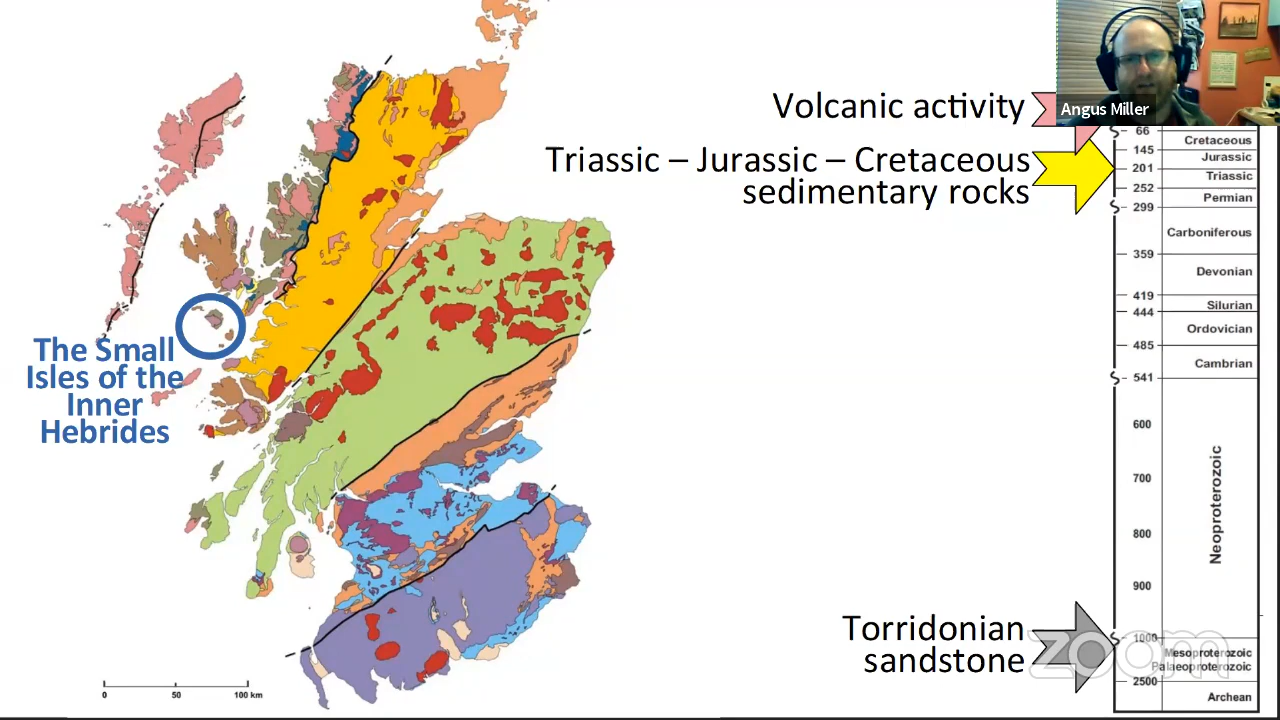 Volcanic activity
Triassic – Jurassic – Cretaceous
sedimentary rocks
The Small
Isles of the
Inner
Hebrides
Torridonian
sandstone
0 50 100 km
Angus Miller
66
Cretaceous
145
Jurassic
201
Triassic
252
Permian
299
Carboniferous
359
Devonian
419
Silurian
444
Ordovician
485
Cambrian
541
600
700
Neoproterozoic
800
900
1000
Mesoproterozoic
Palaeoproterozoic
2500
Archean
zoom